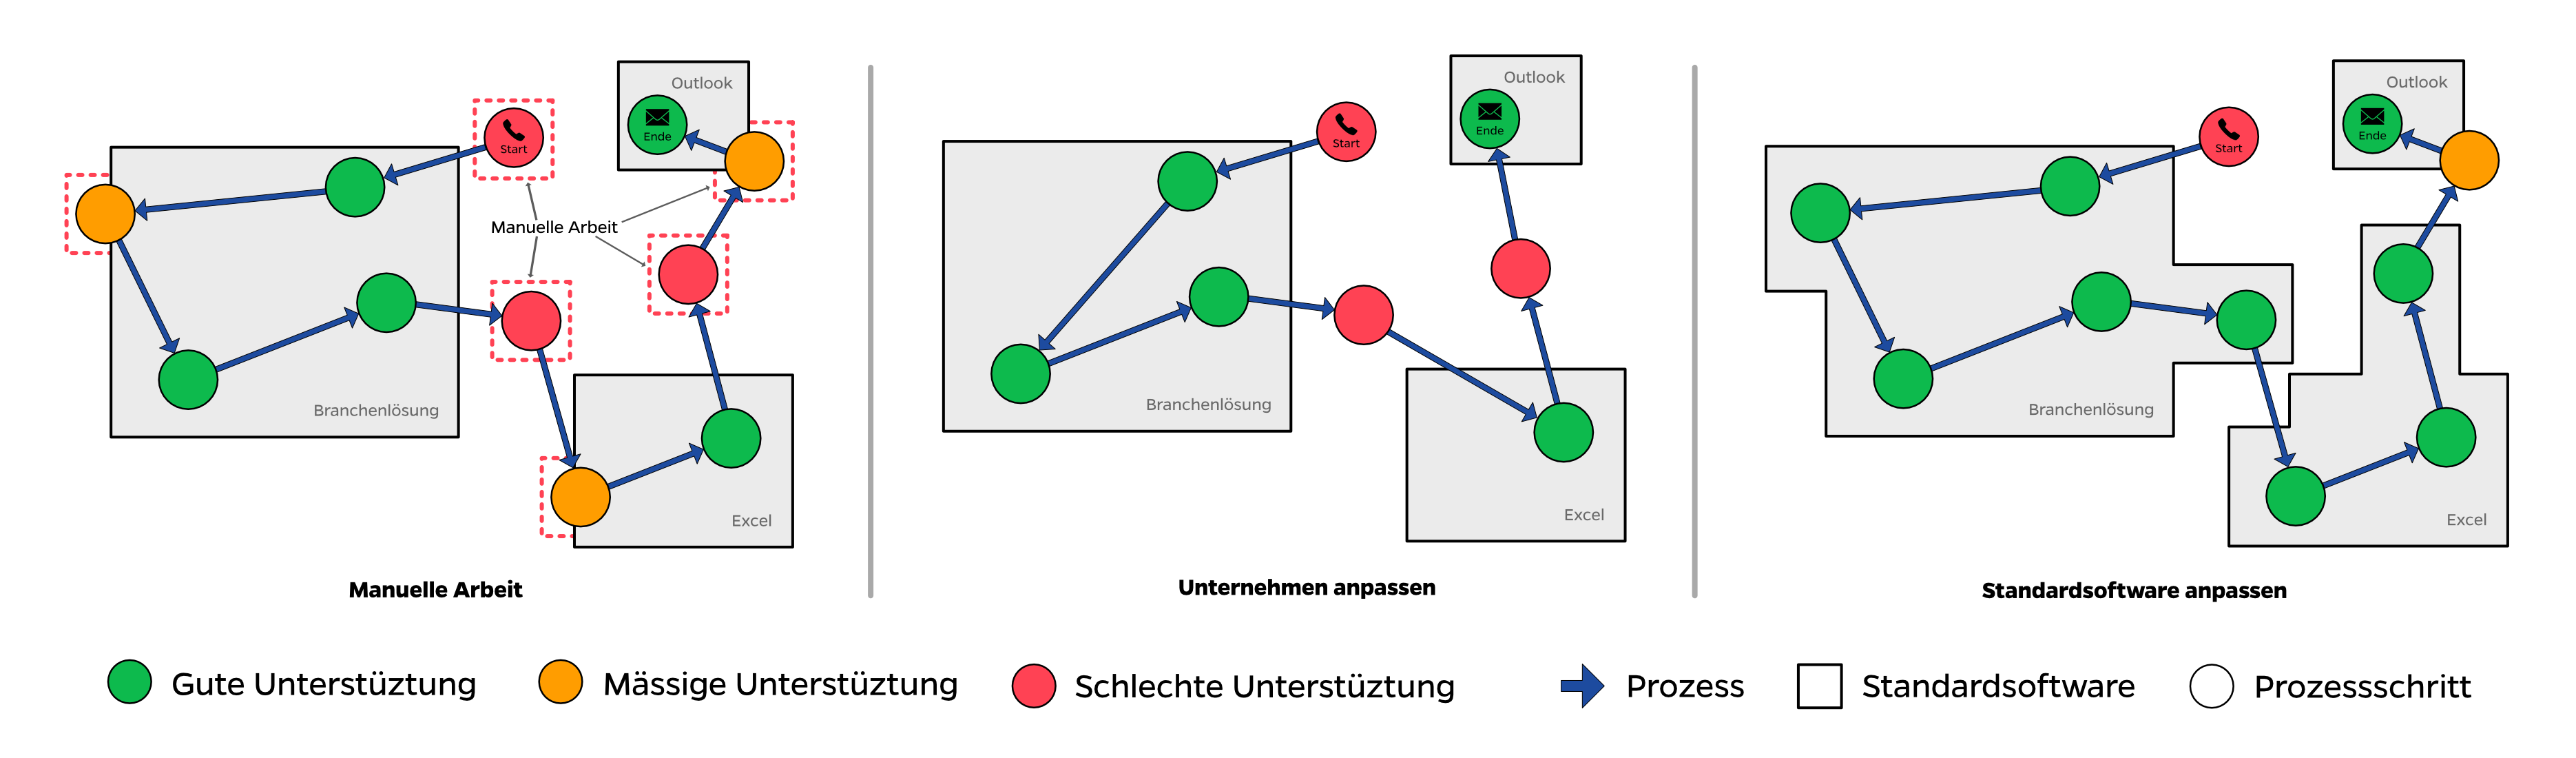 Outlook
Ende
Start
Manuelle Arbeit
Branchenlösung
Excel
Manuelle Arbeit
Outlook
Ende
Start
Branchenlösung
Excel
Unternehmen anpassen
Outlook
Ende
Start
Branchenlösung
Excel
Standardsoftware anpassen
Gute Unterstüztung
Mässige Unterstüztung
Schlechte Unterstüztung
Prozess
Standardsoftware
Prozessschritt